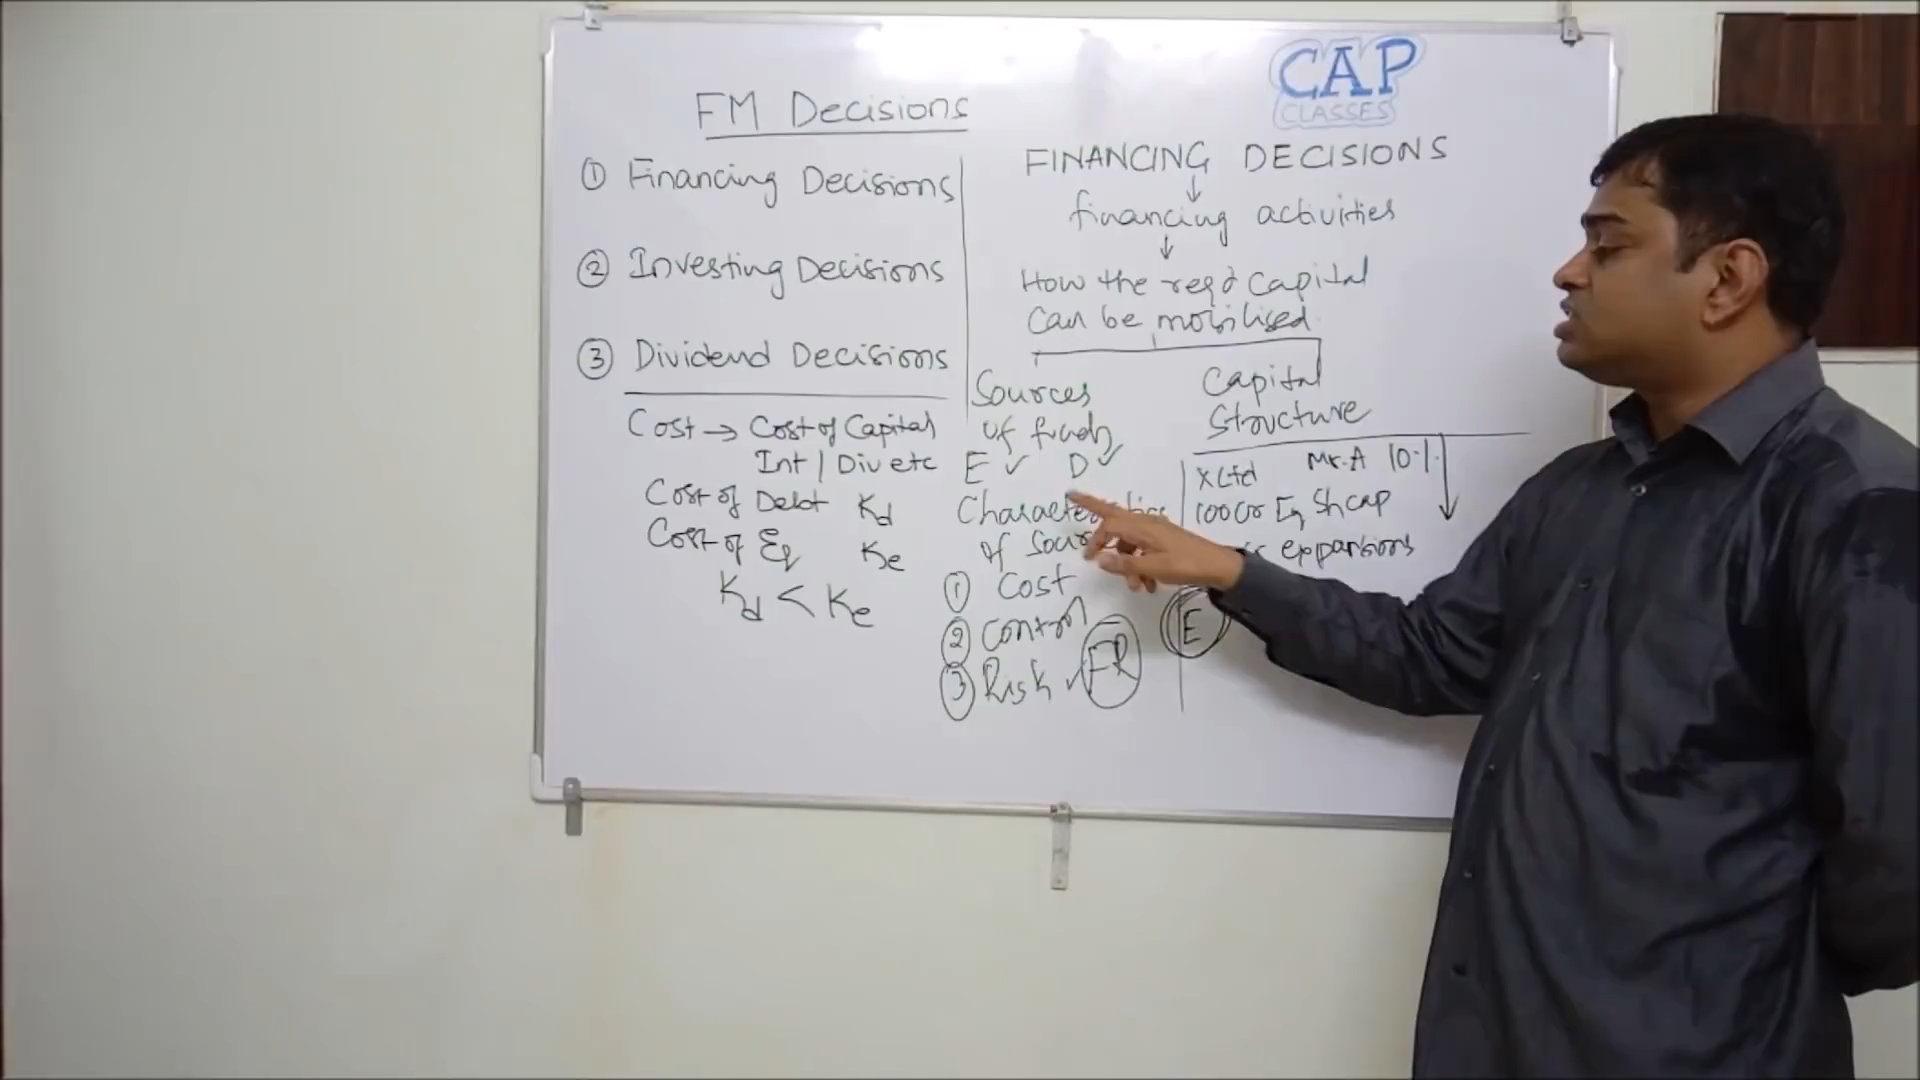 FM Decisions
① Financing Decisions
② Investing Decisions
③ Dividend Decisions
Cost → Cost of Capital
Int / Div etc
Cost of Debt Kd
Cost of Eq Ke
Kd < Ke
CAP
CLASSES
FINANCING DECISIONS
↓
financing activities
↓
How the reqd Capital
can be mobilised
Sources
of funds
E ✓ D ✓
Characteristics
of
① Cost
② Control
③ Risk ✓ FR
Capital
Structure
X Ltd Mr. A 10%
100 Cr Eq Sh cap
expansions
E